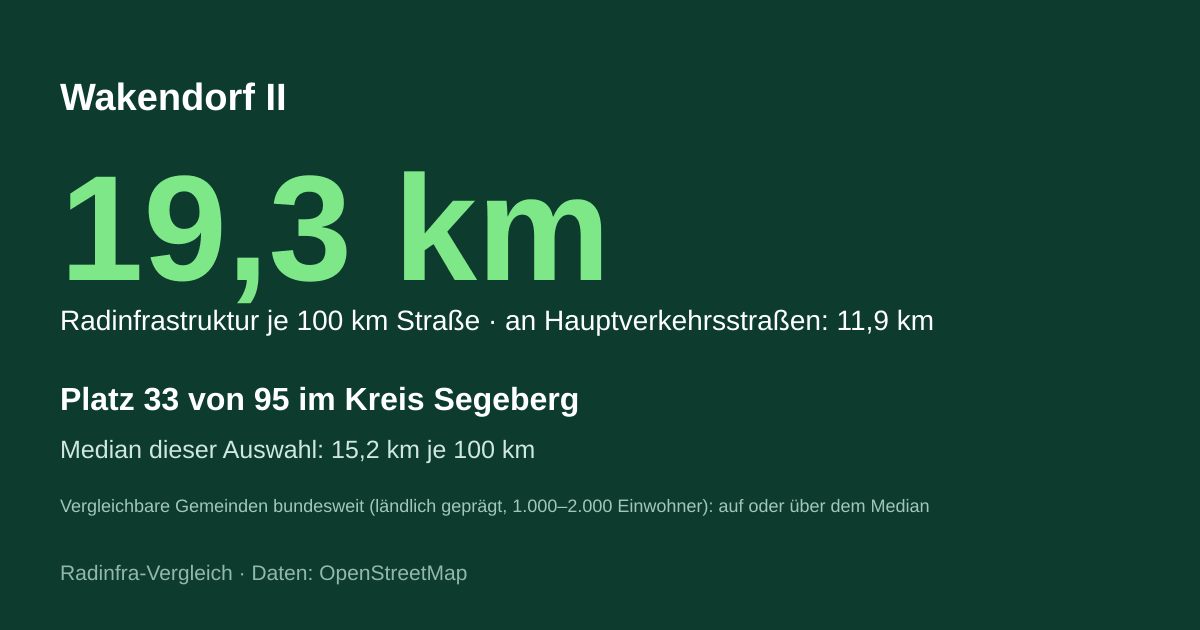 Wakendorf II
19,3 km
Radinfrastruktur je 100 km Straße · an Hauptverkehrsstraßen: 11,9 km
Platz 33 von 95 im Kreis Segeberg
Median dieser Auswahl: 15,2 km je 100 km
Vergleichbare Gemeinden bundesweit (ländlich geprägt, 1.000–2.000 Einwohner): auf oder über dem Median
Radinfra-Vergleich · Daten: OpenStreetMap